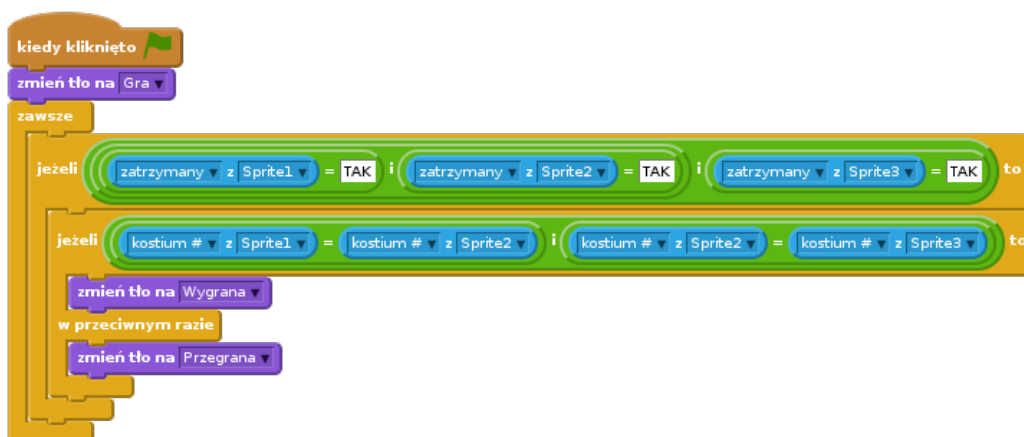 kiedy kliknięto
zmień tło na Gra
zawsze
jeżeli zatrzymany z Sprite1 = TAK i zatrzymany z Sprite2 = TAK i zatrzymany z Sprite3 = TAK to
jeżeli kostium # z Sprite1 = kostium # z Sprite2 i kostium # z Sprite2 = kostium # z Sprite3 to
zmień tło na Wygrana
w przeciwnym razie
zmień tło na Przegrana